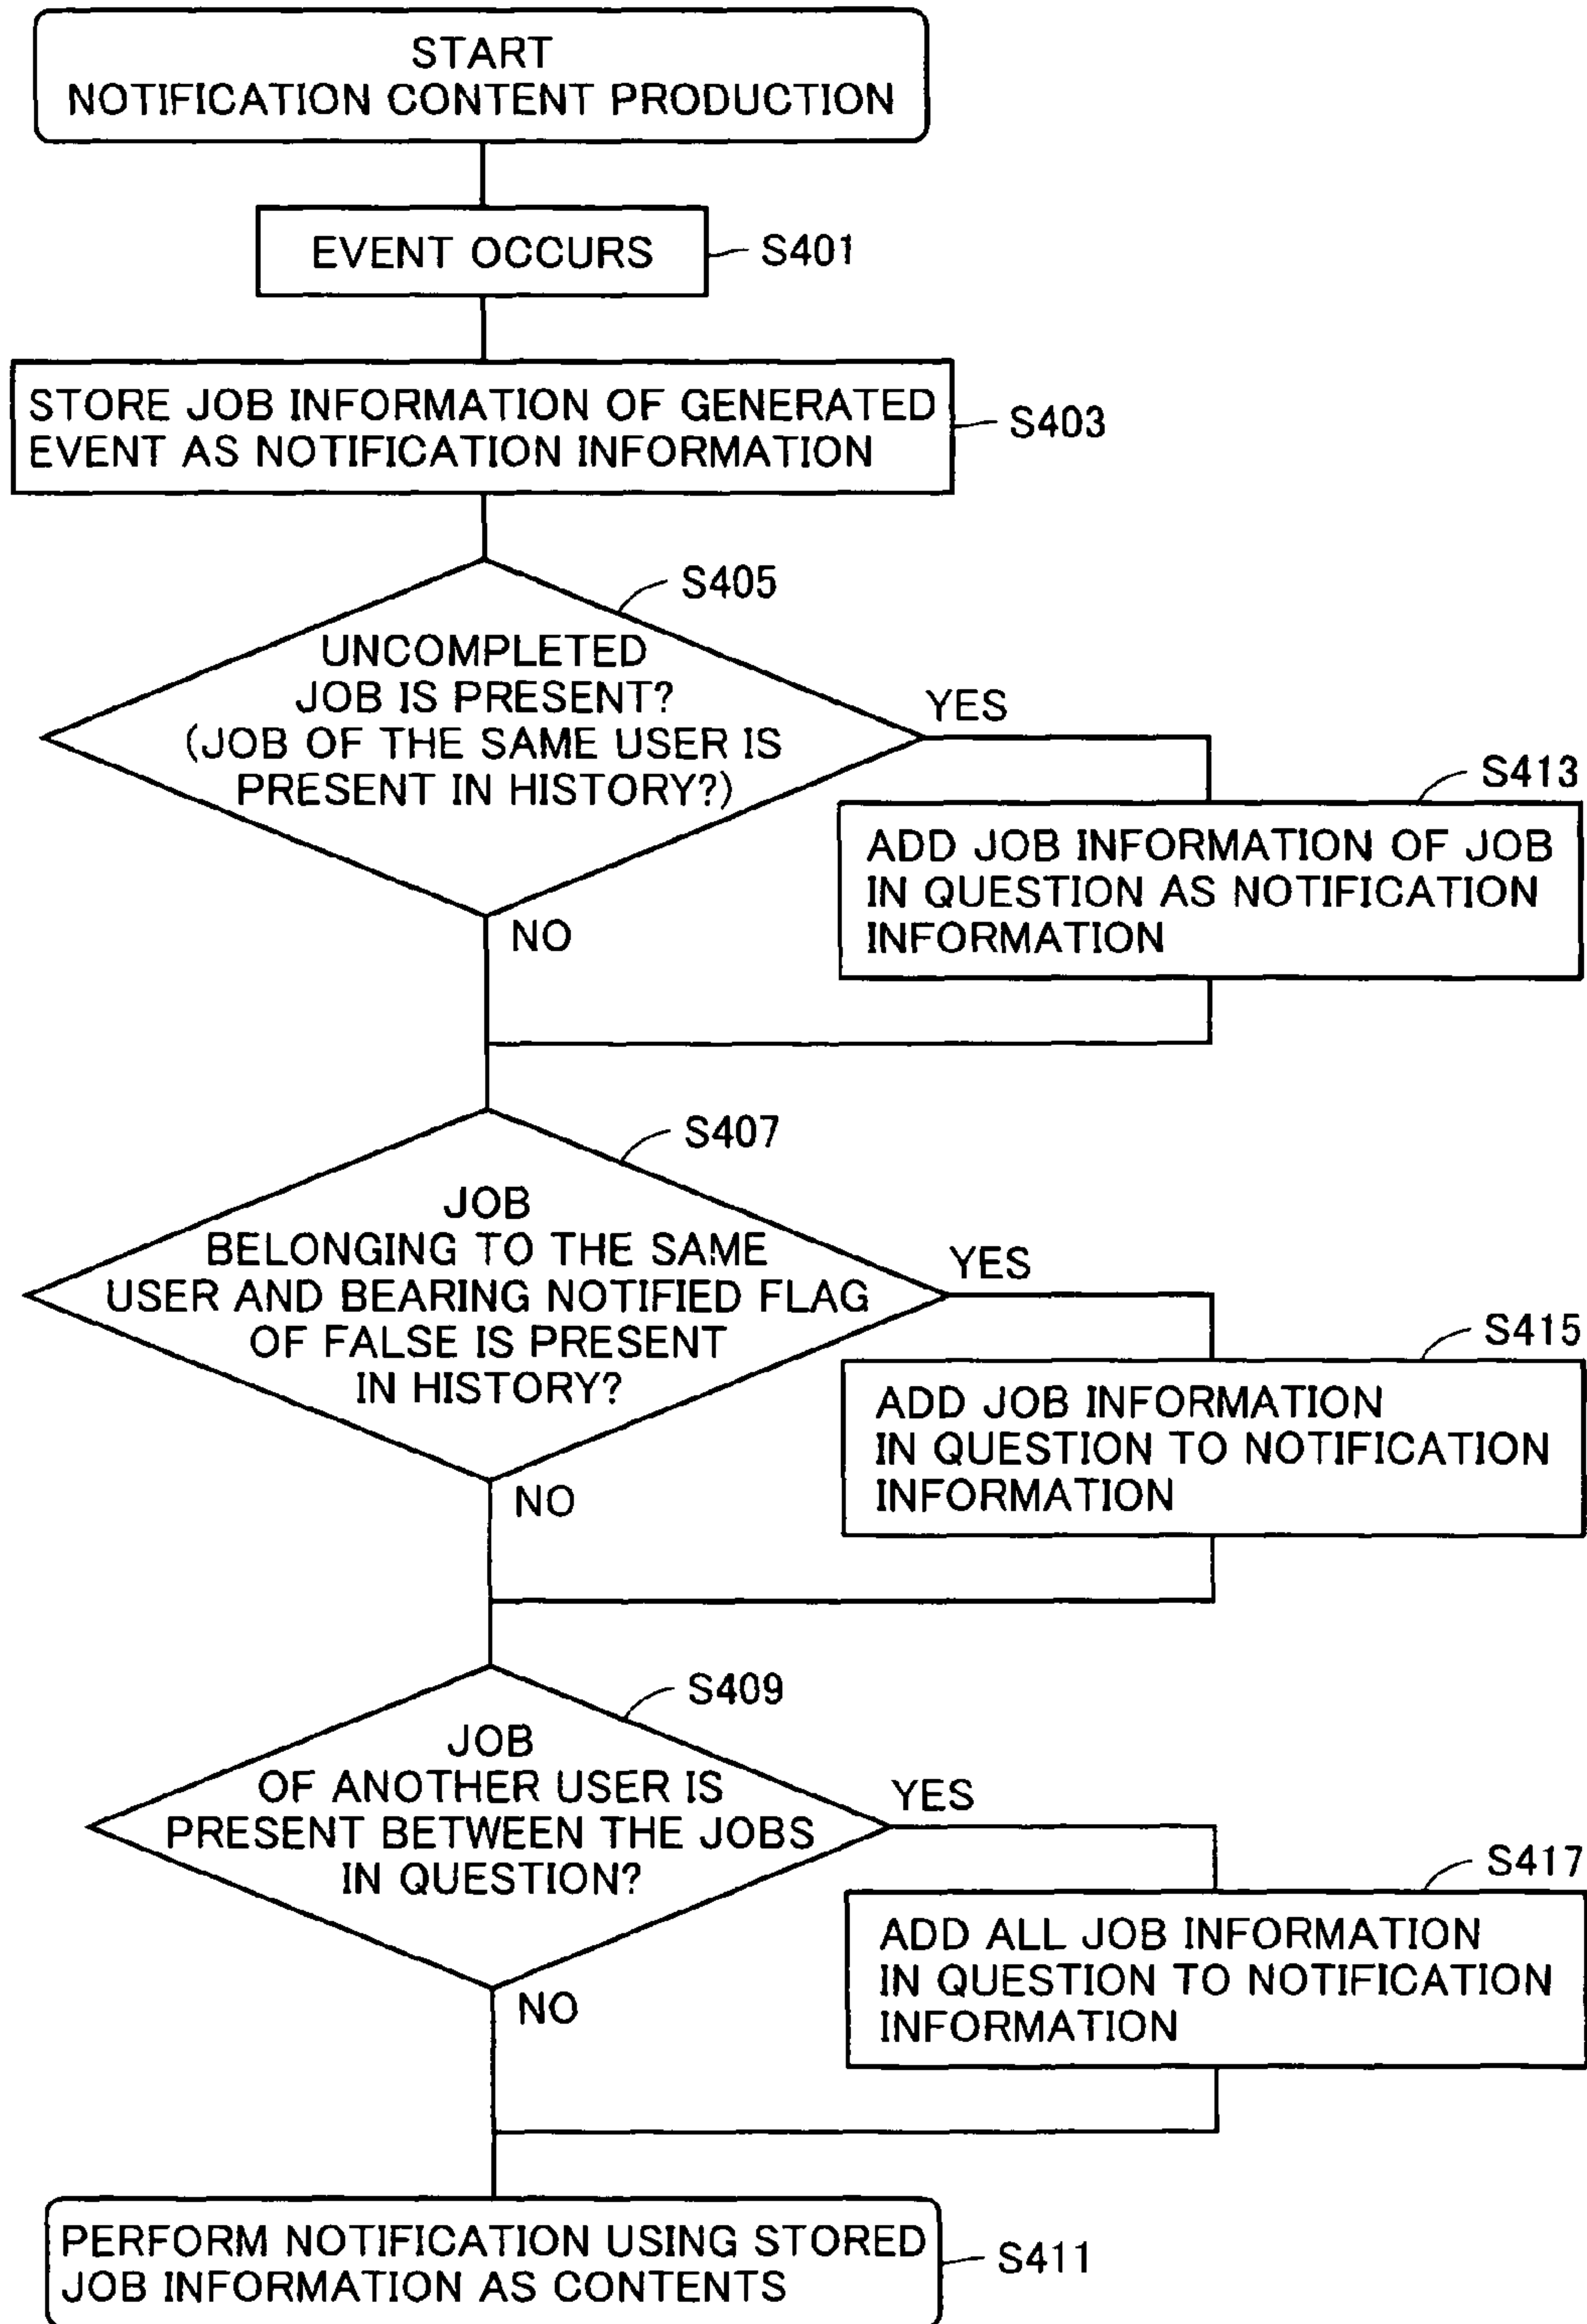 START
NOTIFICATION CONTENT PRODUCTION
EVENT OCCURS
S401
STORE JOB INFORMATION OF GENERATED
EVENT AS NOTIFICATION INFORMATION
S403
S405
UNCOMPLETED
JOB IS PRESENT?
(JOB OF THE SAME USER IS
PRESENT IN HISTORY?)
YES
NO
S413
ADD JOB INFORMATION OF JOB
IN QUESTION AS NOTIFICATION
INFORMATION
S407
JOB
BELONGING TO THE SAME
USER AND BEARING NOTIFIED FLAG
OF FALSE IS PRESENT
IN HISTORY?
YES
NO
S415
ADD JOB INFORMATION
IN QUESTION TO NOTIFICATION
INFORMATION
S409
JOB
OF ANOTHER USER IS
PRESENT BETWEEN THE JOBS
IN QUESTION?
YES
NO
S417
ADD ALL JOB INFORMATION
IN QUESTION TO NOTIFICATION
INFORMATION
PERFORM NOTIFICATION USING STORED
JOB INFORMATION AS CONTENTS
S411